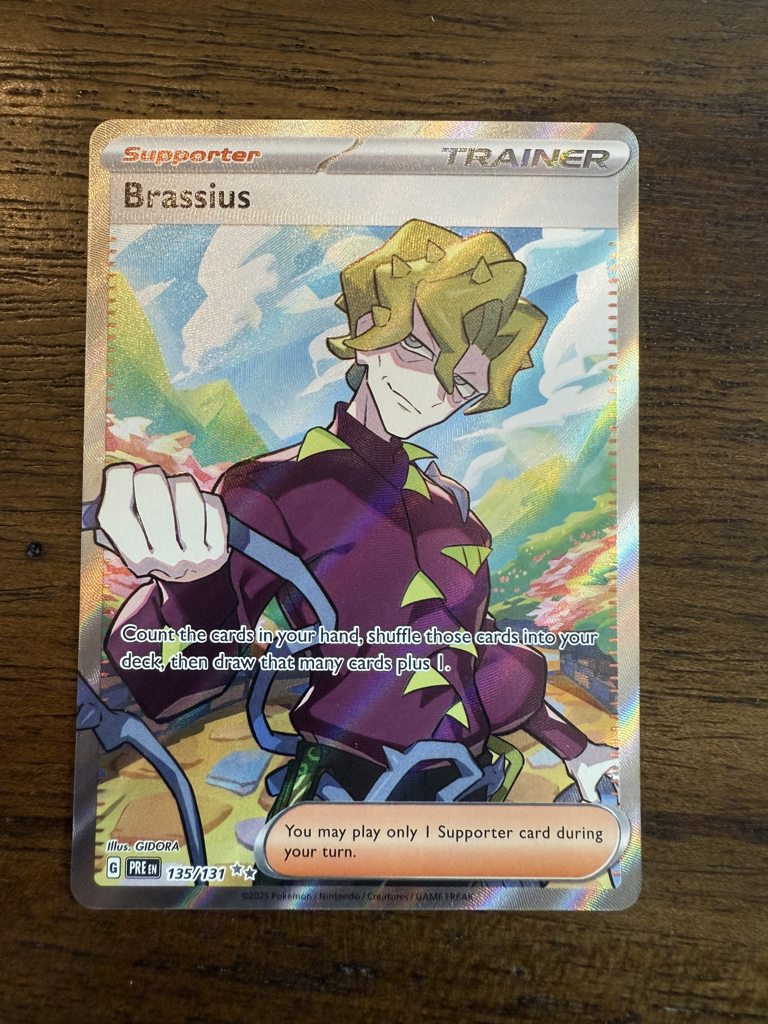 Supporter TRAINER
Brassius
Count the cards in your hand, shuffle those cards into your
deck, then draw that many cards plus 1.
You may play only 1 Supporter card during
your turn.
Illus. GIDORA
G PRE EN 135/131 ★★
©2025 Pokémon / Nintendo / Creatures / GAME FREAK